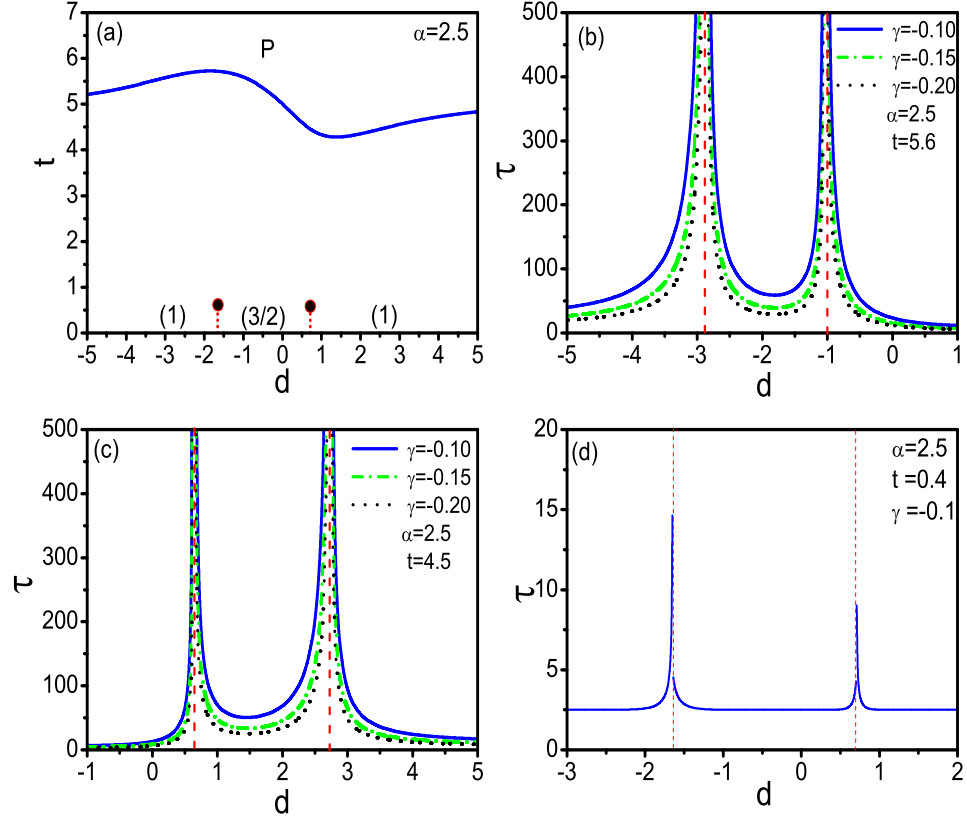 (a)
P
α=2.5
7
6
5
4
3
2
1
0
t
(1)
(3/2)
(1)
-5 -4 -3 -2 -1 0 1 2 3 4 5
d
(b)
γ=-0.10
γ=-0.15
γ=-0.20
α=2.5
t=5.6
500
400
300
200
100
0
τ
-5 -4 -3 -2 -1 0 1
d
(c)
γ=-0.10
γ=-0.15
γ=-0.20
α=2.5
t=4.5
500
400
300
200
100
0
τ
-1 0 1 2 3 4 5
d
(d)
α=2.5
t =0.4
γ =-0.1
20
15
10
5
0
τ
-3 -2 -1 0 1 2
d